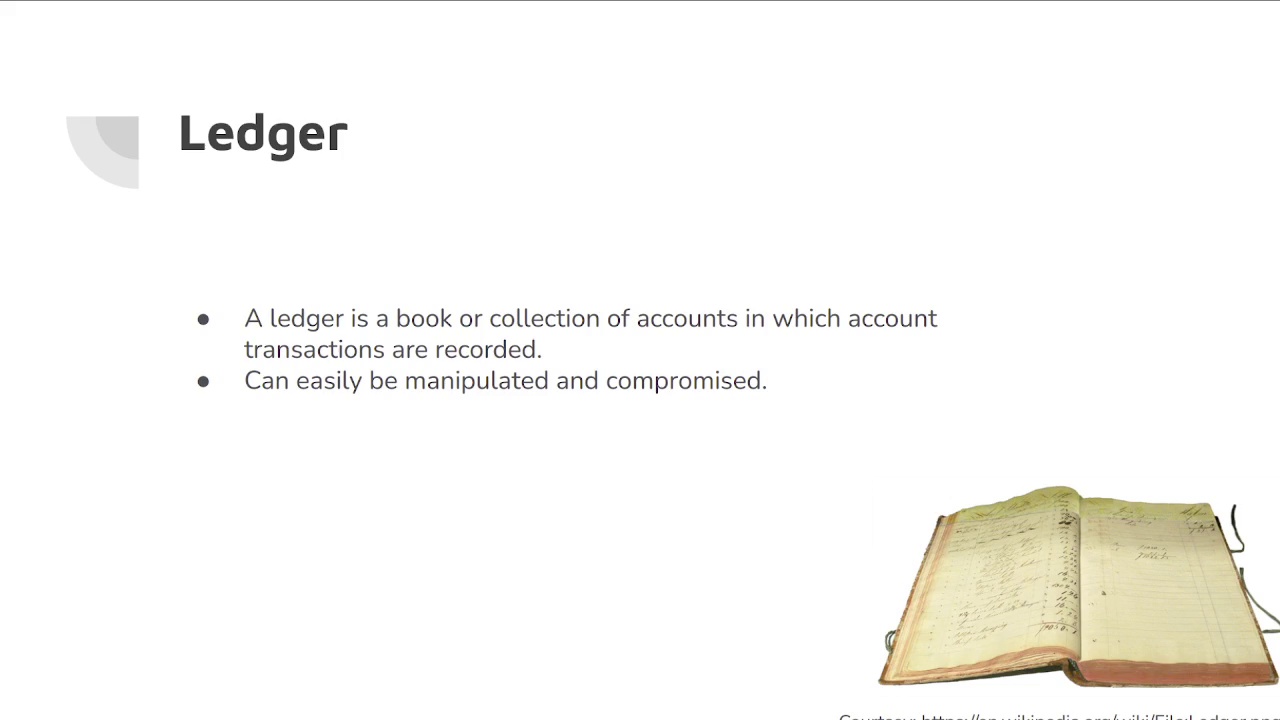 Ledger
● A ledger is a book or collection of accounts in which account
transactions are recorded.
● Can easily be manipulated and compromised.
Courtesy: https://en.wikipedia.org/wiki/File:Ledger.png